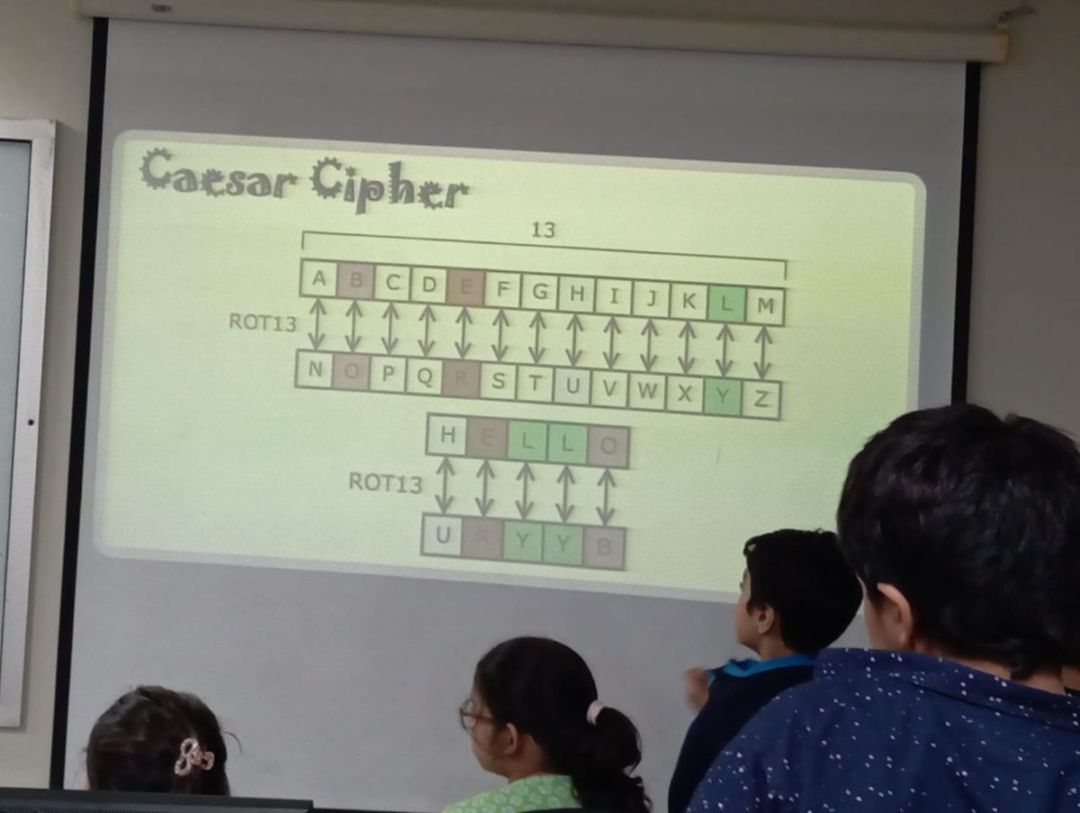 Caesar Cipher
13
A B C D E F G H I J K L M
ROT13
N O P Q R S T U V W X Y Z
H E L L O
ROT13
U R Y Y B